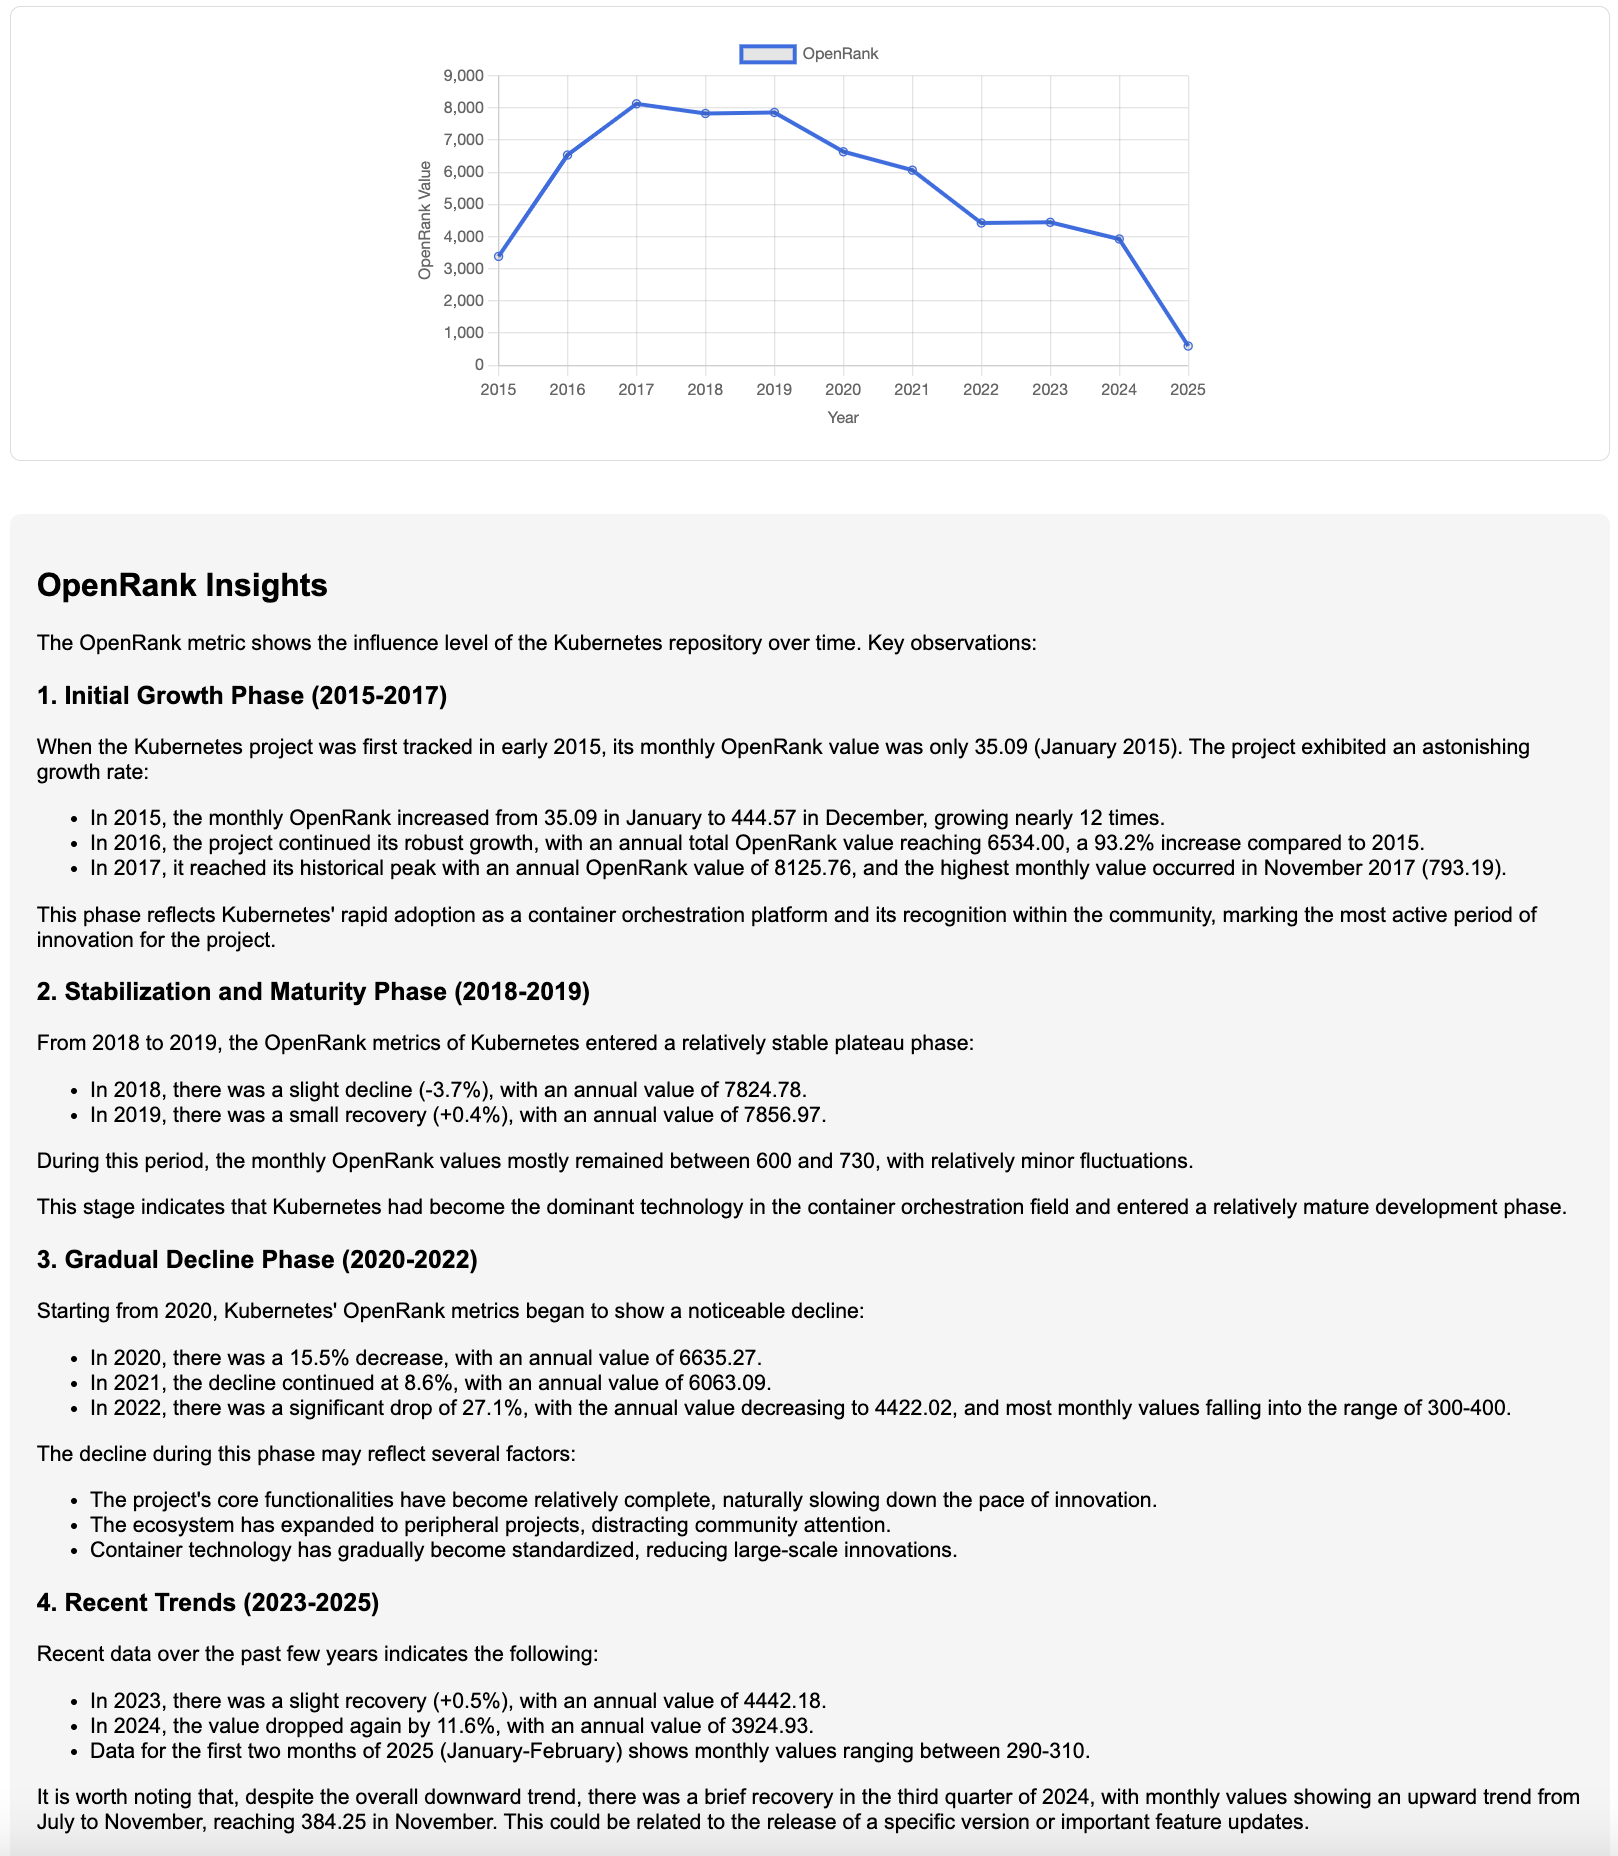 OpenRank
9,000
8,000
7,000
6,000
5,000
4,000
3,000
2,000
1,000
0
OpenRank Value
2015 2016 2017 2018 2019 2020 2021 2022 2023 2024 2025
Year
OpenRank Insights
The OpenRank metric shows the influence level of the Kubernetes repository over time. Key observations:
1. Initial Growth Phase (2015-2017)
When the Kubernetes project was first tracked in early 2015, its monthly OpenRank value was only 35.09 (January 2015). The project exhibited an astonishing
growth rate:
• In 2015, the monthly OpenRank increased from 35.09 in January to 444.57 in December, growing nearly 12 times.
• In 2016, the project continued its robust growth, with an annual total OpenRank value reaching 6534.00, a 93.2% increase compared to 2015.
• In 2017, it reached its historical peak with an annual OpenRank value of 8125.76, and the highest monthly value occurred in November 2017 (793.19).
This phase reflects Kubernetes' rapid adoption as a container orchestration platform and its recognition within the community, marking the most active period of
innovation for the project.
2. Stabilization and Maturity Phase (2018-2019)
From 2018 to 2019, the OpenRank metrics of Kubernetes entered a relatively stable plateau phase:
• In 2018, there was a slight decline (-3.7%), with an annual value of 7824.78.
• In 2019, there was a small recovery (+0.4%), with an annual value of 7856.97.
During this period, the monthly OpenRank values mostly remained between 600 and 730, with relatively minor fluctuations.
This stage indicates that Kubernetes had become the dominant technology in the container orchestration field and entered a relatively mature development phase.
3. Gradual Decline Phase (2020-2022)
Starting from 2020, Kubernetes' OpenRank metrics began to show a noticeable decline:
• In 2020, there was a 15.5% decrease, with an annual value of 6635.27.
• In 2021, the decline continued at 8.6%, with an annual value of 6063.09.
• In 2022, there was a significant drop of 27.1%, with the annual value decreasing to 4422.02, and most monthly values falling into the range of 300-400.
The decline during this phase may reflect several factors:
• The project's core functionalities have become relatively complete, naturally slowing down the pace of innovation.
• The ecosystem has expanded to peripheral projects, distracting community attention.
• Container technology has gradually become standardized, reducing large-scale innovations.
4. Recent Trends (2023-2025)
Recent data over the past few years indicates the following:
• In 2023, there was a slight recovery (+0.5%), with an annual value of 4442.18.
• In 2024, the value dropped again by 11.6%, with an annual value of 3924.93.
• Data for the first two months of 2025 (January-February) shows monthly values ranging between 290-310.
It is worth noting that, despite the overall downward trend, there was a brief recovery in the third quarter of 2024, with monthly values showing an upward trend from
July to November, reaching 384.25 in November. This could be related to the release of a specific version or important feature updates.